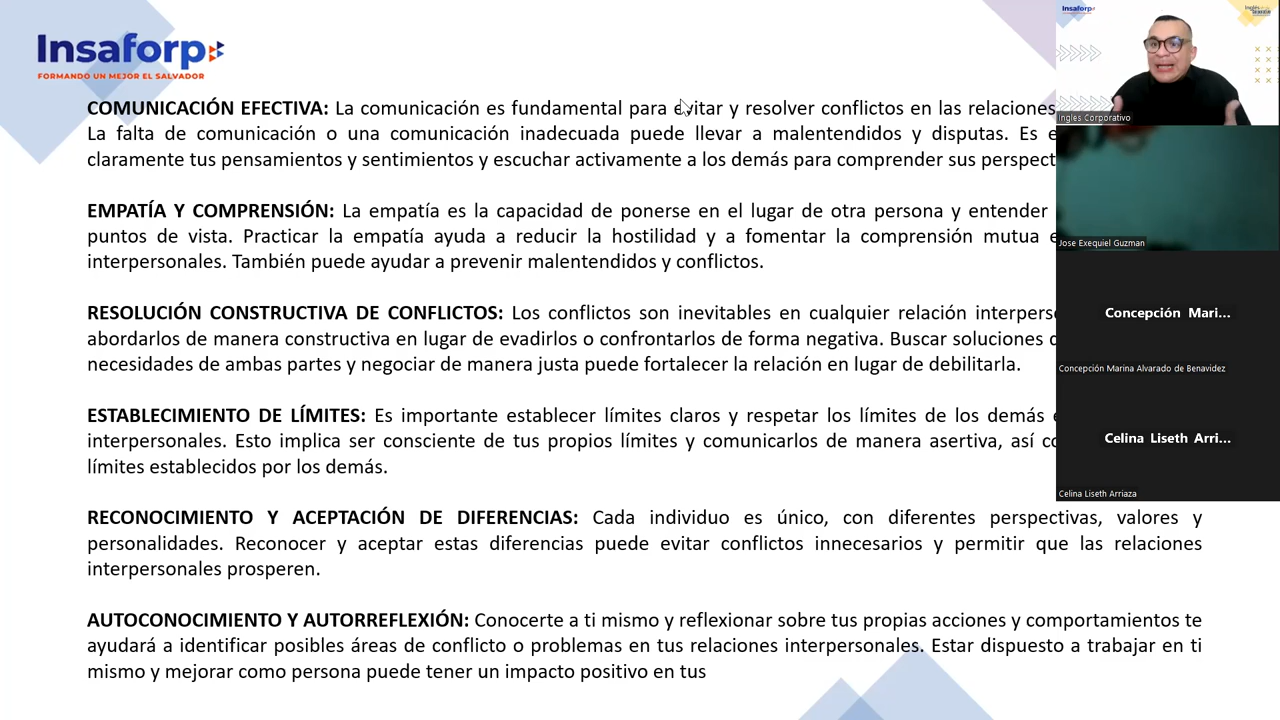 Insaforp
FORMANDO UN MEJOR EL SALVADOR
COMUNICACIÓN EFECTIVA: La comunicación es fundamental para evitar y resolver conflictos en las relaciones
La falta de comunicación o una comunicación inadecuada puede llevar a malentendidos y disputas. Es
claramente tus pensamientos y sentimientos y escuchar activamente a los demás para comprender sus
EMPATÍA Y COMPRENSIÓN: La empatía es la capacidad de ponerse en el lugar de otra persona y entender
puntos de vista. Practicar la empatía ayuda a reducir la hostilidad y a fomentar la comprensión mutua
interpersonales. También puede ayudar a prevenir malentendidos y conflictos.
RESOLUCIÓN CONSTRUCTIVA DE CONFLICTOS: Los conflictos son inevitables en cualquier relación
abordarlos de manera constructiva en lugar de evadirlos o confrontarlos de forma negativa. Buscar soluciones
necesidades de ambas partes y negociar de manera justa puede fortalecer la relación en lugar de debilitarla.
ESTABLECIMIENTO DE LÍMITES: Es importante establecer límites claros y respetar los límites de los demás
interpersonales. Esto implica ser consciente de tus propios límites y comunicarlos de manera asertiva, así
límites establecidos por los demás.
RECONOCIMIENTO Y ACEPTACIÓN DE DIFERENCIAS: Cada individuo es único, con diferentes perspectivas, valores y
personalidades. Reconocer y aceptar estas diferencias puede evitar conflictos innecesarios y permitir que las relaciones
interpersonales prosperen.
AUTOCONOCIMIENTO Y AUTORREFLEXIÓN: Conocerte a ti mismo y reflexionar sobre tus propias acciones y comportamientos te
ayudará a identificar posibles áreas de conflicto o problemas en tus relaciones interpersonales. Estar dispuesto a trabajar en ti
mismo y mejorar como persona puede tener un impacto positivo en tus
Insaforp
Ingles Corporativo
Jose Exequiel Guzman
Concepción Mari...
Concepción Marina Alvarado de Benavidez
Celina Liseth Arri...
Celina Liseth Arriaza